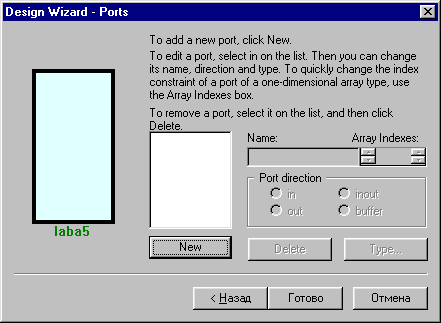 Design Wizard - Ports
To add a new port, click New.
To edit a port, select in on the list. Then you can change
its name, direction and type. To quickly change the index
constraint of a port of a one-dimensional array type, use
the Array Indexes box.
To remove a port, select it on the list, and then click
Delete.
Name: Array Indexes:
Port direction
in inout
out buffer
laba5
New Delete Type...
< Назад Готово Отмена